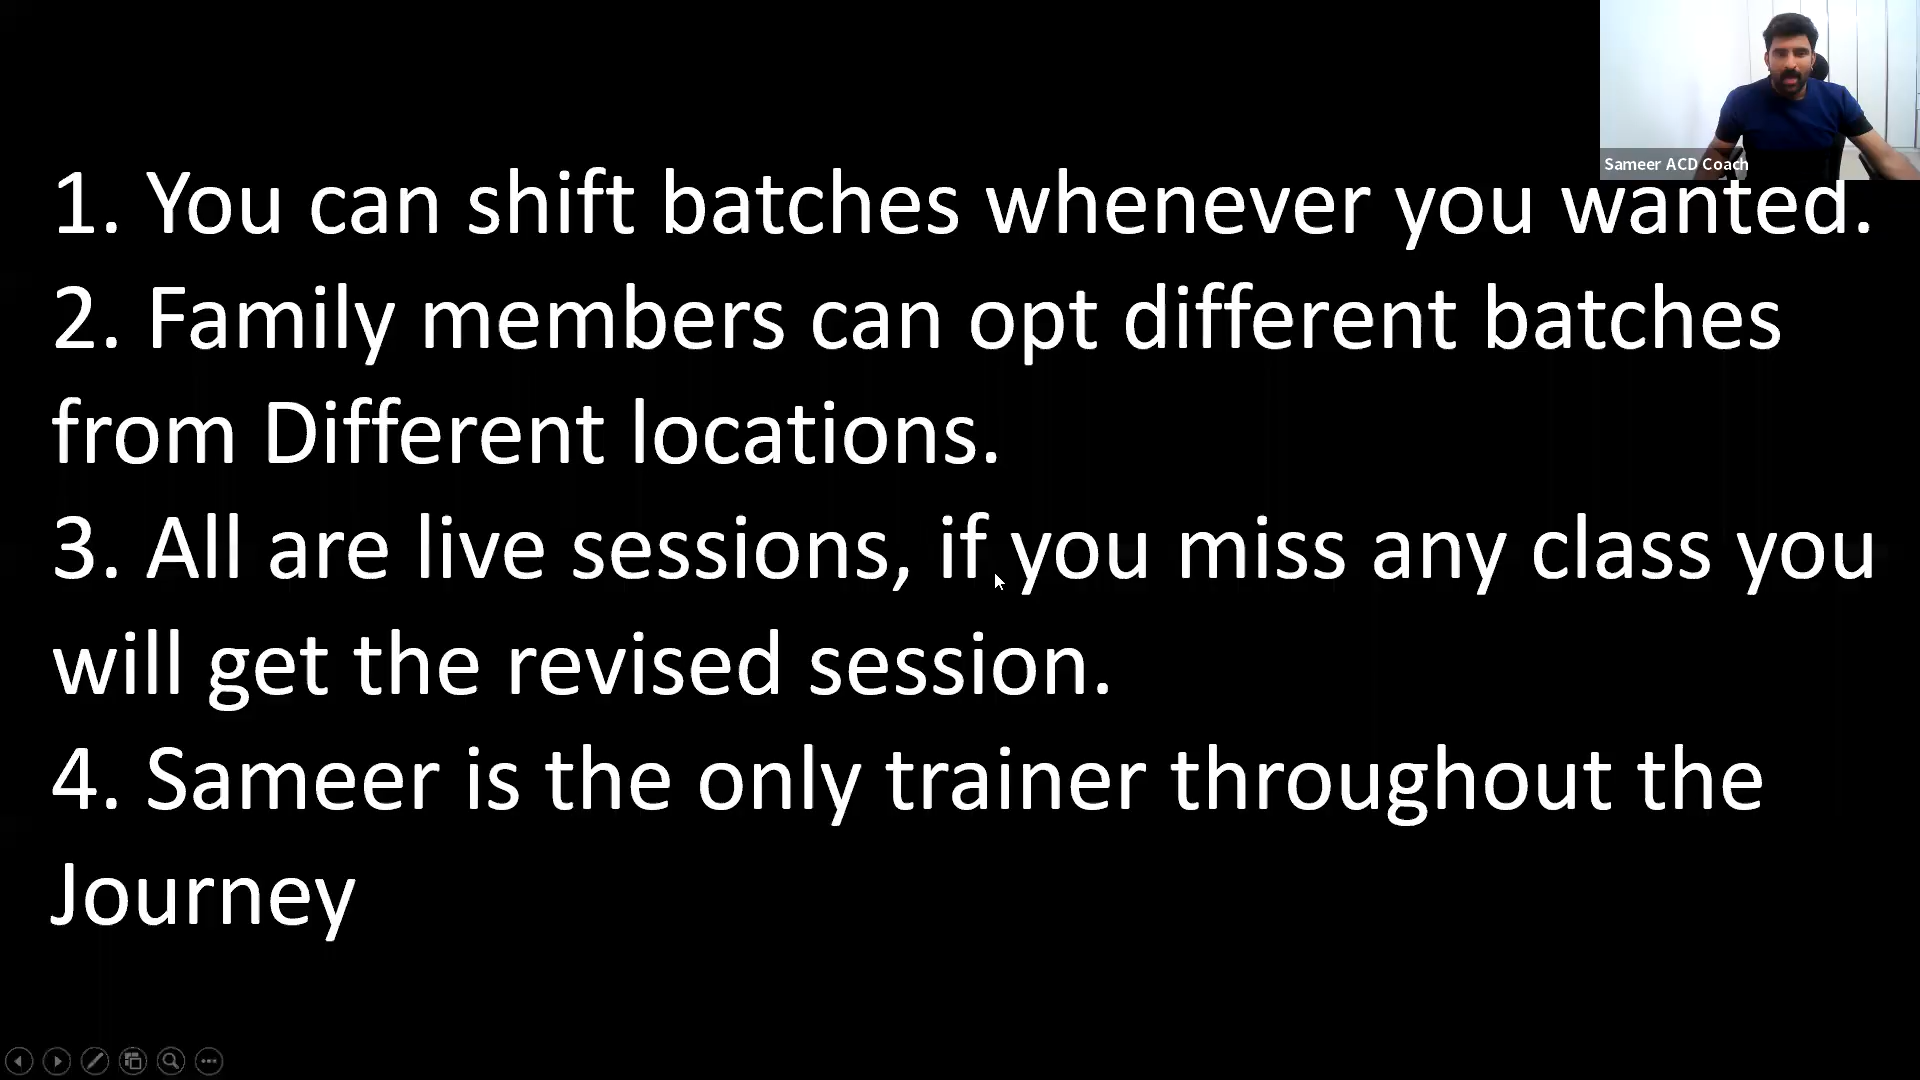 Sameer ACD Coach
1. You can shift batches whenever you wanted.
2. Family members can opt different batches
from Different locations.
3. All are live sessions, if you miss any class you
will get the revised session.
4. Sameer is the only trainer throughout the
Journey